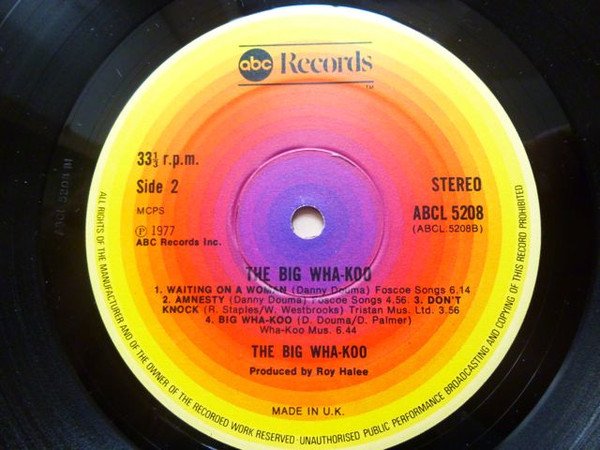 abc Records
TM
33⅓ r.p.m.
Side 2
MCPS
Ⓟ 1977
ABC Records Inc.
STEREO
ABCL 5208
(ABCL.5208B)
THE BIG WHA-KOO
1. WAITING ON A WOMAN (Danny Douma) Foscoe Songs 6.14
2. AMNESTY (Danny Douma) Foscoe Songs 4.56. 3. DON'T
KNOCK (R. Staples/W. Westbrooks) Tristan Mus. Ltd. 3.56
4. BIG WHA-KOO (D. Douma/D. Palmer)
Wha-Koo Mus. 6.44
THE BIG WHA-KOO
Produced by Roy Halee
MADE IN U.K.
ALL RIGHTS OF THE MANUFACTURER AND OF THE OWNER OF THE RECORDED WORK RESERVED · UNAUTHORISED PUBLIC PERFORMANCE BROADCASTING AND COPYING OF THIS RECORD PROHIBITED